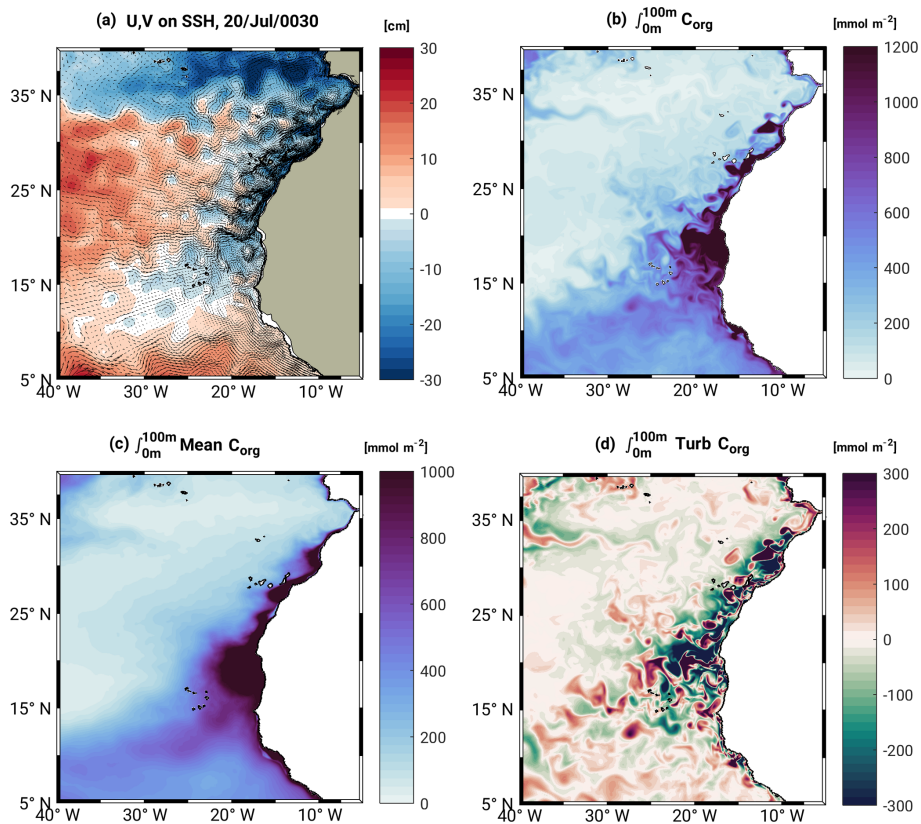 (a) U,V on SSH, 20/Jul/0030
[cm]
30
20
10
0
-10
-20
-30
35° N
25° N
15° N
5° N
40° W 30° W 20° W 10° W
(b) ∫₀ₘ¹⁰⁰ᵐ C_org
[mmol m⁻²]
1200
1000
800
600
400
200
0
35° N
25° N
15° N
5° N
40° W 30° W 20° W 10° W
(c) ∫₀ₘ¹⁰⁰ᵐ Mean C_org
[mmol m⁻²]
1000
800
600
400
200
0
35° N
25° N
15° N
5° N
40° W 30° W 20° W 10° W
(d) ∫₀ₘ¹⁰⁰ᵐ Turb C_org
[mmol m⁻²]
300
200
100
0
-100
-200
-300
35° N
25° N
15° N
5° N
40° W 30° W 20° W 10° W